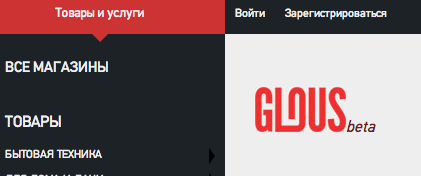 Товары и услуги
Войти Зарегистрироваться
ВСЕ МАГАЗИНЫ
GLOUS beta
ТОВАРЫ
БЫТОВАЯ ТЕХНИКА